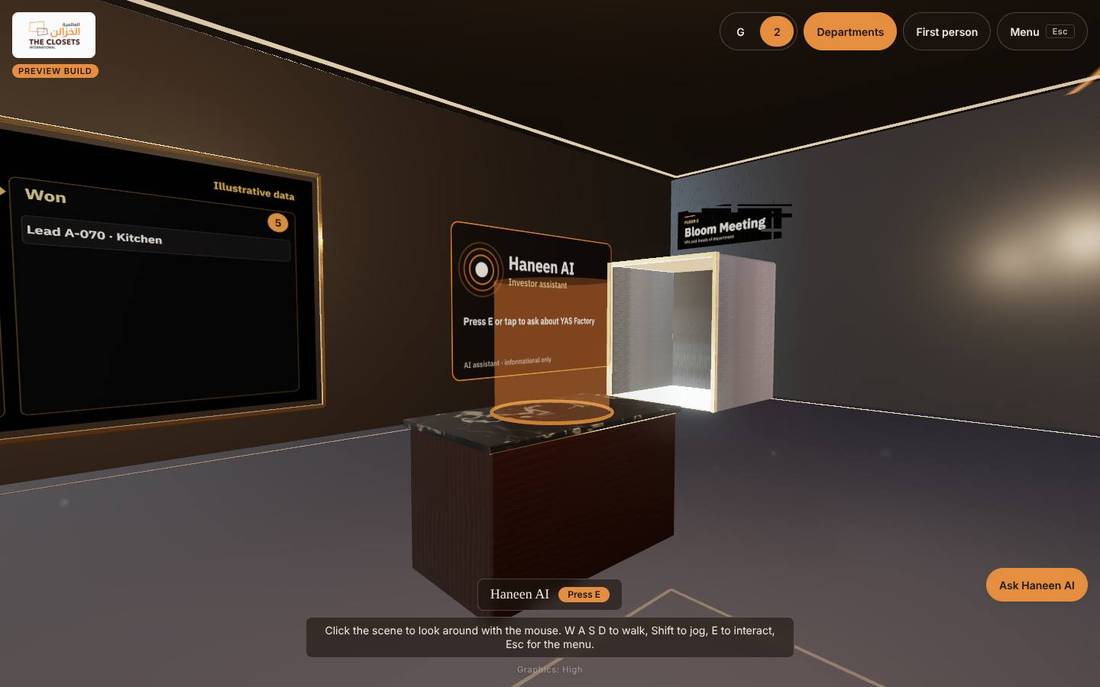 العالمية
الخزائن
THE CLOSETS
INTERNATIONAL
PREVIEW BUILD
G
2
Departments
First person
Menu
Esc
Illustrative data
Won
5
Lead A-070 · Kitchen
Haneen AI
Investor assistant
Press E or tap to ask about YAS Factory
AI assistant · informational only
Bloom Meeting
Haneen AI
Press E
Ask Haneen AI
Click the scene to look around with the mouse. W A S D to walk, Shift to jog, E to interact,
Esc for the menu.
Graphics: High